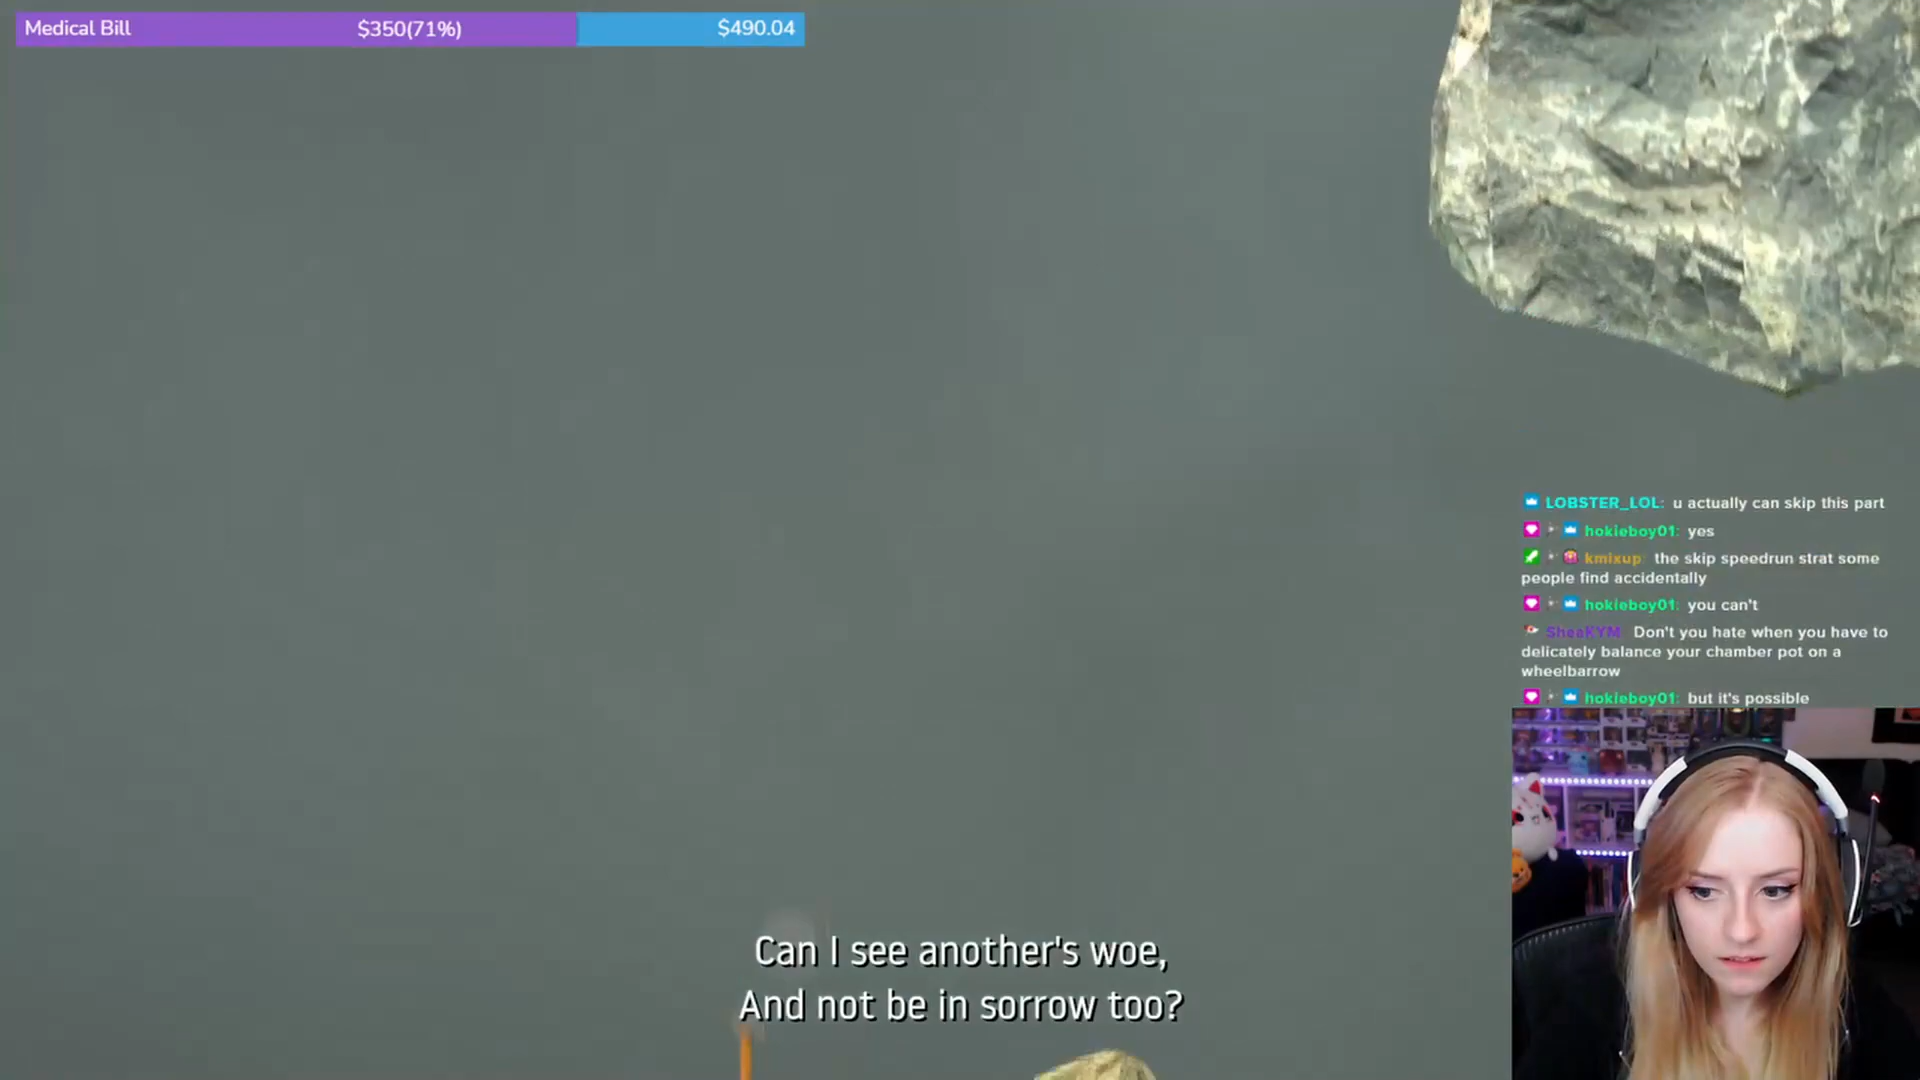 Medical Bill $350(71%) $490.04
LOBSTER_LOL: u actually can skip this part
hokieboy01: yes
kmixup: the skip speedrun strat some
people find accidentally
hokieboy01: you can't
SheaKYM: Don't you hate when you have to
delicately balance your chamber pot on a
wheelbarrow
hokieboy01: but it's possible
Can I see another's woe,
And not be in sorrow too?